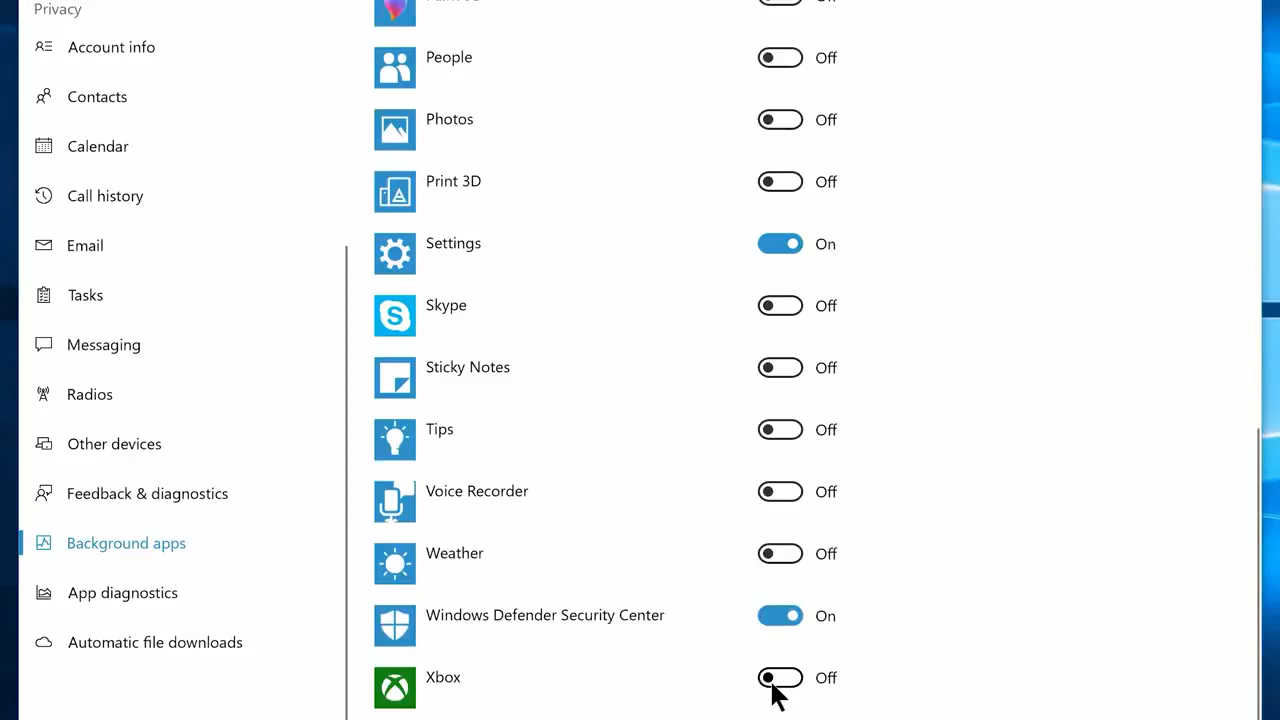 Privacy
Account info
Contacts
Calendar
Call history
Email
Tasks
Messaging
Radios
Other devices
Feedback & diagnostics
Background apps
App diagnostics
Automatic file downloads
People Off
Photos Off
Print 3D Off
Settings On
Skype Off
Sticky Notes Off
Tips Off
Voice Recorder Off
Weather Off
Windows Defender Security Center On
Xbox Off